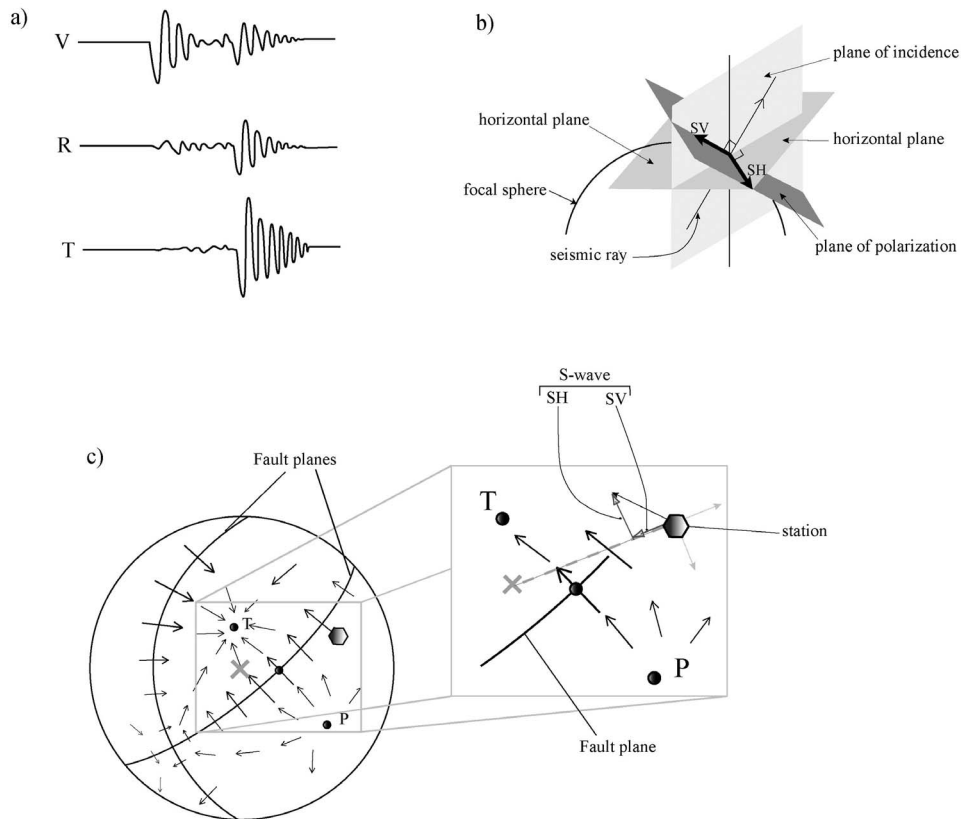 a)
V
R
T
b)
plane of incidence
horizontal plane
horizontal plane
SV
SH
focal sphere
seismic ray
plane of polarization
c)
Fault planes
T
P
S-wave
SH SV
T
station
P
Fault plane